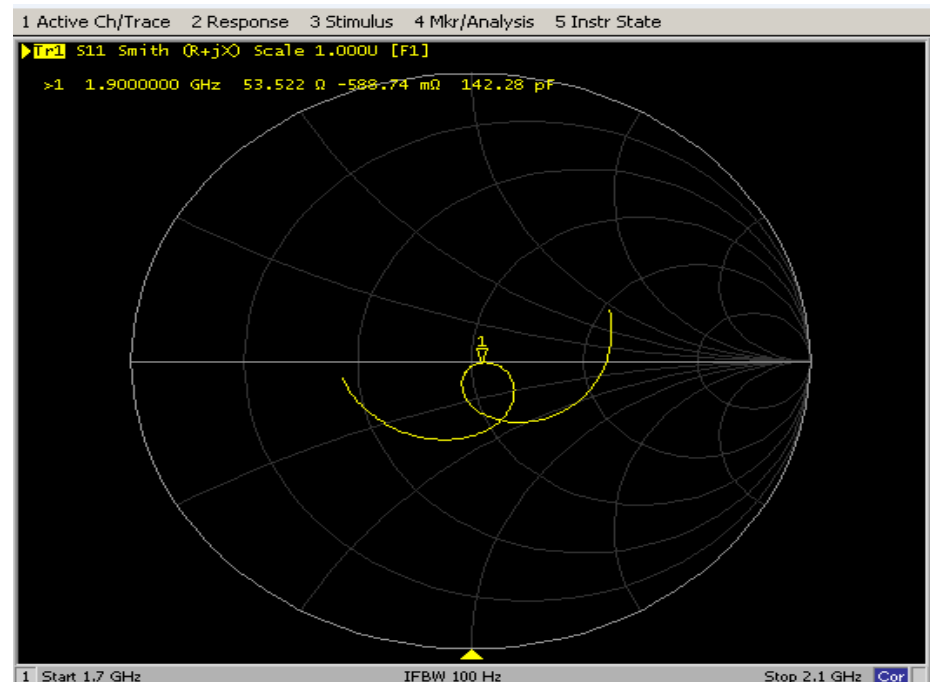 1 Active Ch/Trace 2 Response 3 Stimulus 4 Mkr/Analysis 5 Instr State
Tr1 S11 Smith (R+jX) Scale 1.000U [F1]
>1 1.9000000 GHz 53.522 Ω -588.74 mΩ 142.28 pF
1
1 Start 1.7 GHz IFBW 100 Hz Stop 2.1 GHz Cor